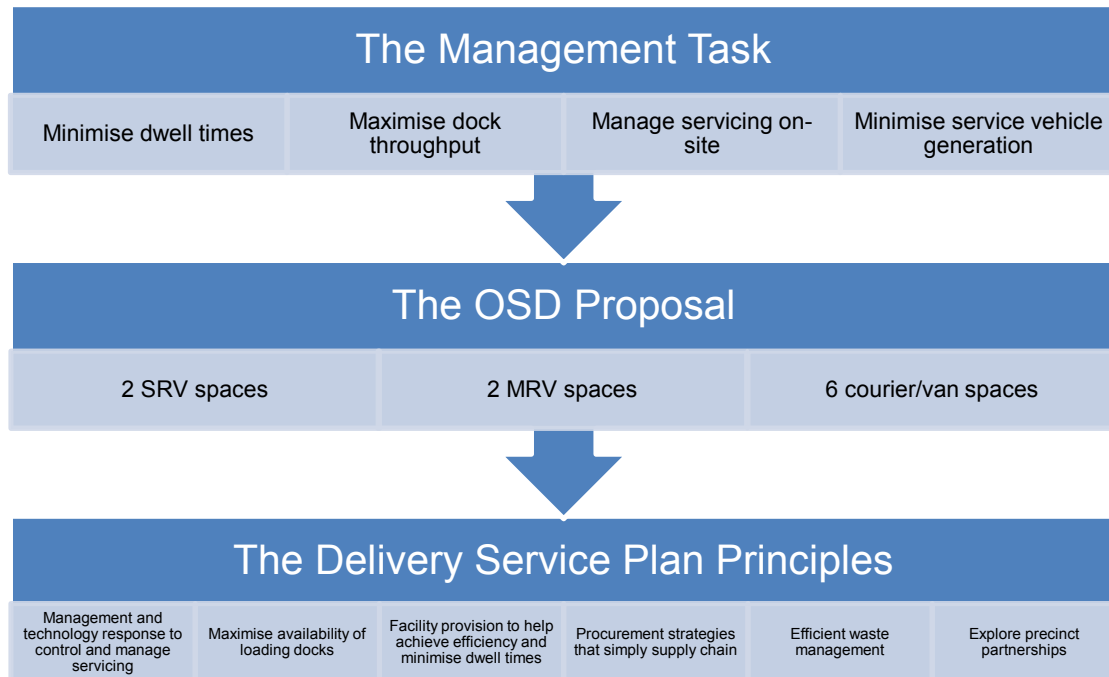 The Management Task
Minimise dwell times
Maximise dock
throughput
Manage servicing on-
site
Minimise service vehicle
generation
The OSD Proposal
2 SRV spaces
2 MRV spaces
6 courier/van spaces
The Delivery Service Plan Principles
Management and
technology response to
control and manage
servicing
Maximise availability of
loading docks
Facility provision to help
achieve efficiency and
minimise dwell times
Procurement strategies
that simply supply chain
Efficient waste
management
Explore precinct
partnerships